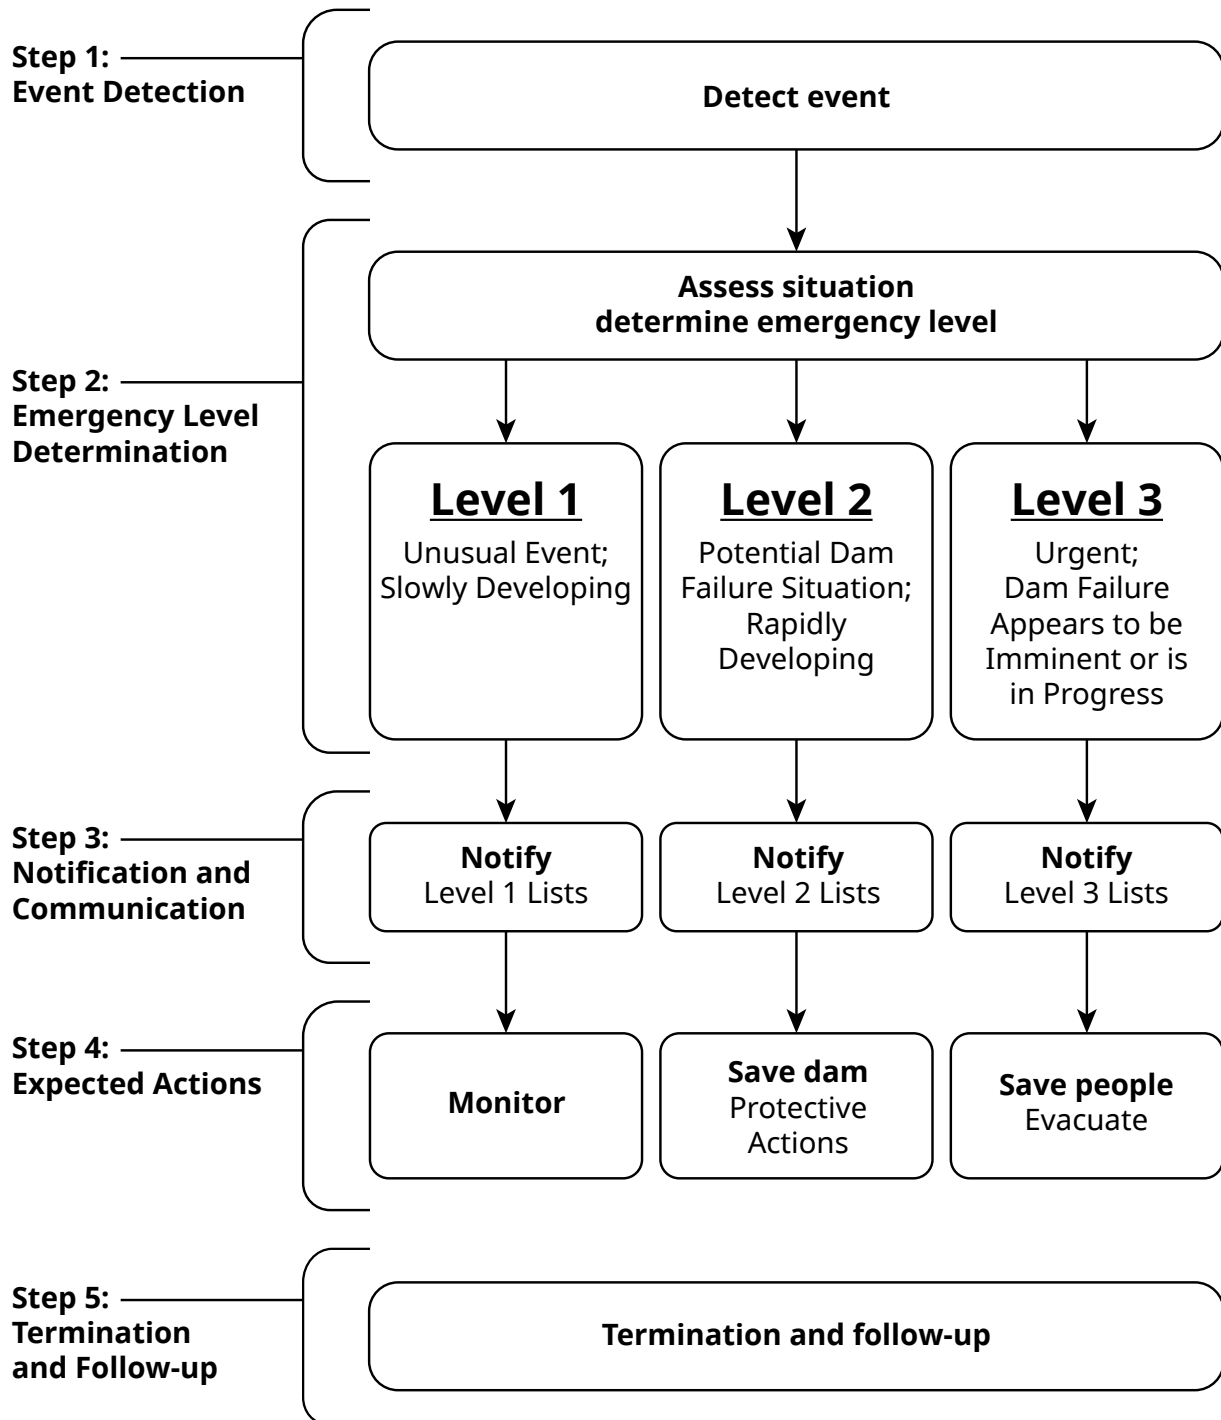 Step 1:
Event Detection
Detect event
Step 2:
Emergency Level
Determination
Assess situation
determine emergency level
Level 1
Unusual Event;
Slowly Developing
Level 2
Potential Dam
Failure Situation;
Rapidly
Developing
Level 3
Urgent;
Dam Failure
Appears to be
Imminent or is
in Progress
Step 3:
Notification and
Communication
Notify
Level 1 Lists
Notify
Level 2 Lists
Notify
Level 3 Lists
Step 4:
Expected Actions
Monitor
Save dam
Protective
Actions
Save people
Evacuate
Step 5:
Termination
and Follow-up
Termination and follow-up